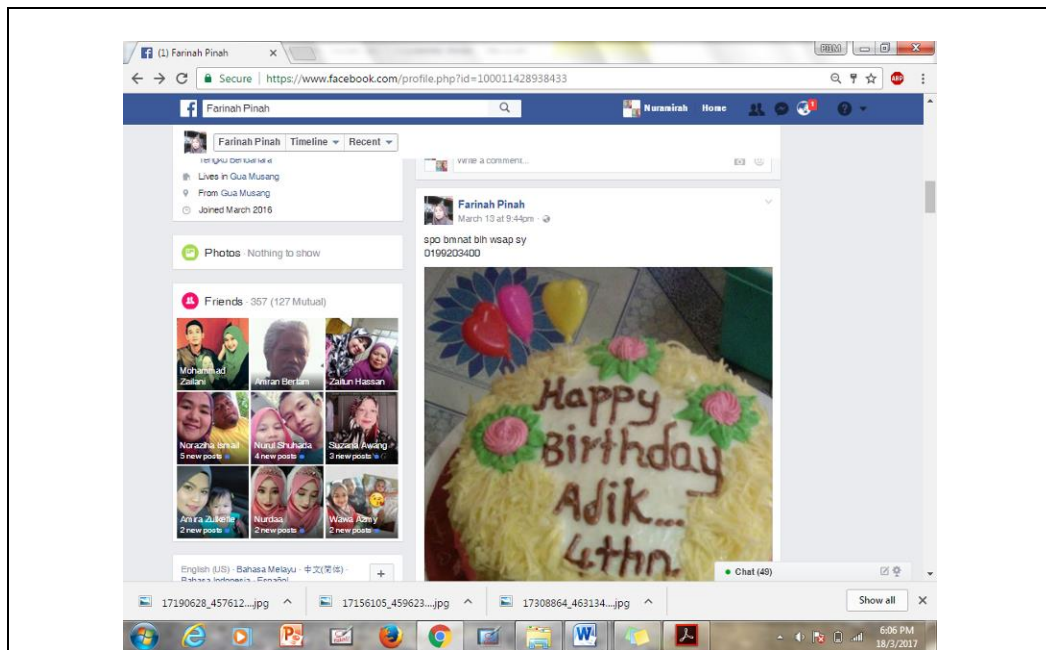 (1) Farinah Pinah
Secure | https://www.facebook.com/profile.php?id=100011428938433
Farinah Pinah
Nuramirah Home
1
Farinah Pinah Timeline Recent
Lives in Gua Musang
From Gua Musang
Joined March 2016
Photos · Nothing to show
Friends · 357 (127 Mutual)
Mohammad
Zailani
Amran Bertam
Zaitun Hassan
Noraziha Ismail
5 new posts
Nurul Shuhada
4 new posts
Suzana Awang
3 new posts
Amira Zulkefle
2 new posts
Nurdaa
2 new posts
Wawa Azmy
2 new posts
English (US) · Bahasa Melayu · 中文(简体) ·
Bahasa Indonesia · Español
Write a comment...
Farinah Pinah
March 13 at 9:44pm ·
spo bmnat blh wsap sy
0199203400
Happy
Birthday
Adik...
4thn
Chat (49)
17190628_457612....jpg
17156105_459623....jpg
17308864_463134....jpg
Show all
6:06 PM
18/3/2017